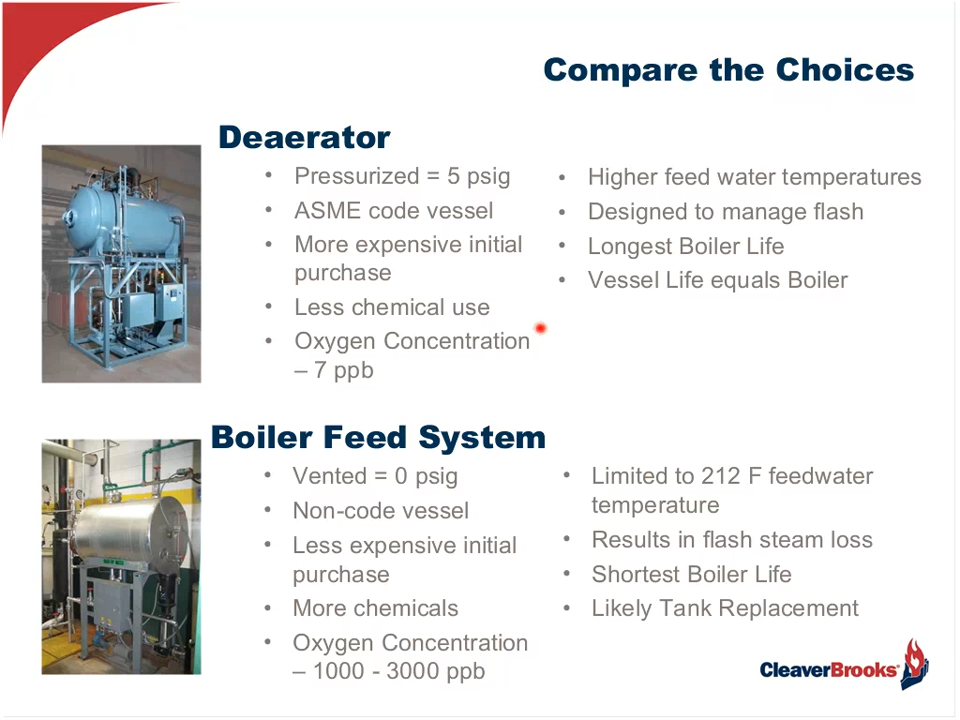 Compare the Choices
Deaerator
• Pressurized = 5 psig
• ASME code vessel
• More expensive initial
purchase
• Less chemical use
• Oxygen Concentration
– 7 ppb
• Higher feed water temperatures
• Designed to manage flash
• Longest Boiler Life
• Vessel Life equals Boiler
Boiler Feed System
• Vented = 0 psig
• Non-code vessel
• Less expensive initial
purchase
• More chemicals
• Oxygen Concentration
– 1000 - 3000 ppb
• Limited to 212 F feedwater
temperature
• Results in flash steam loss
• Shortest Boiler Life
• Likely Tank Replacement
CleaverBrooks